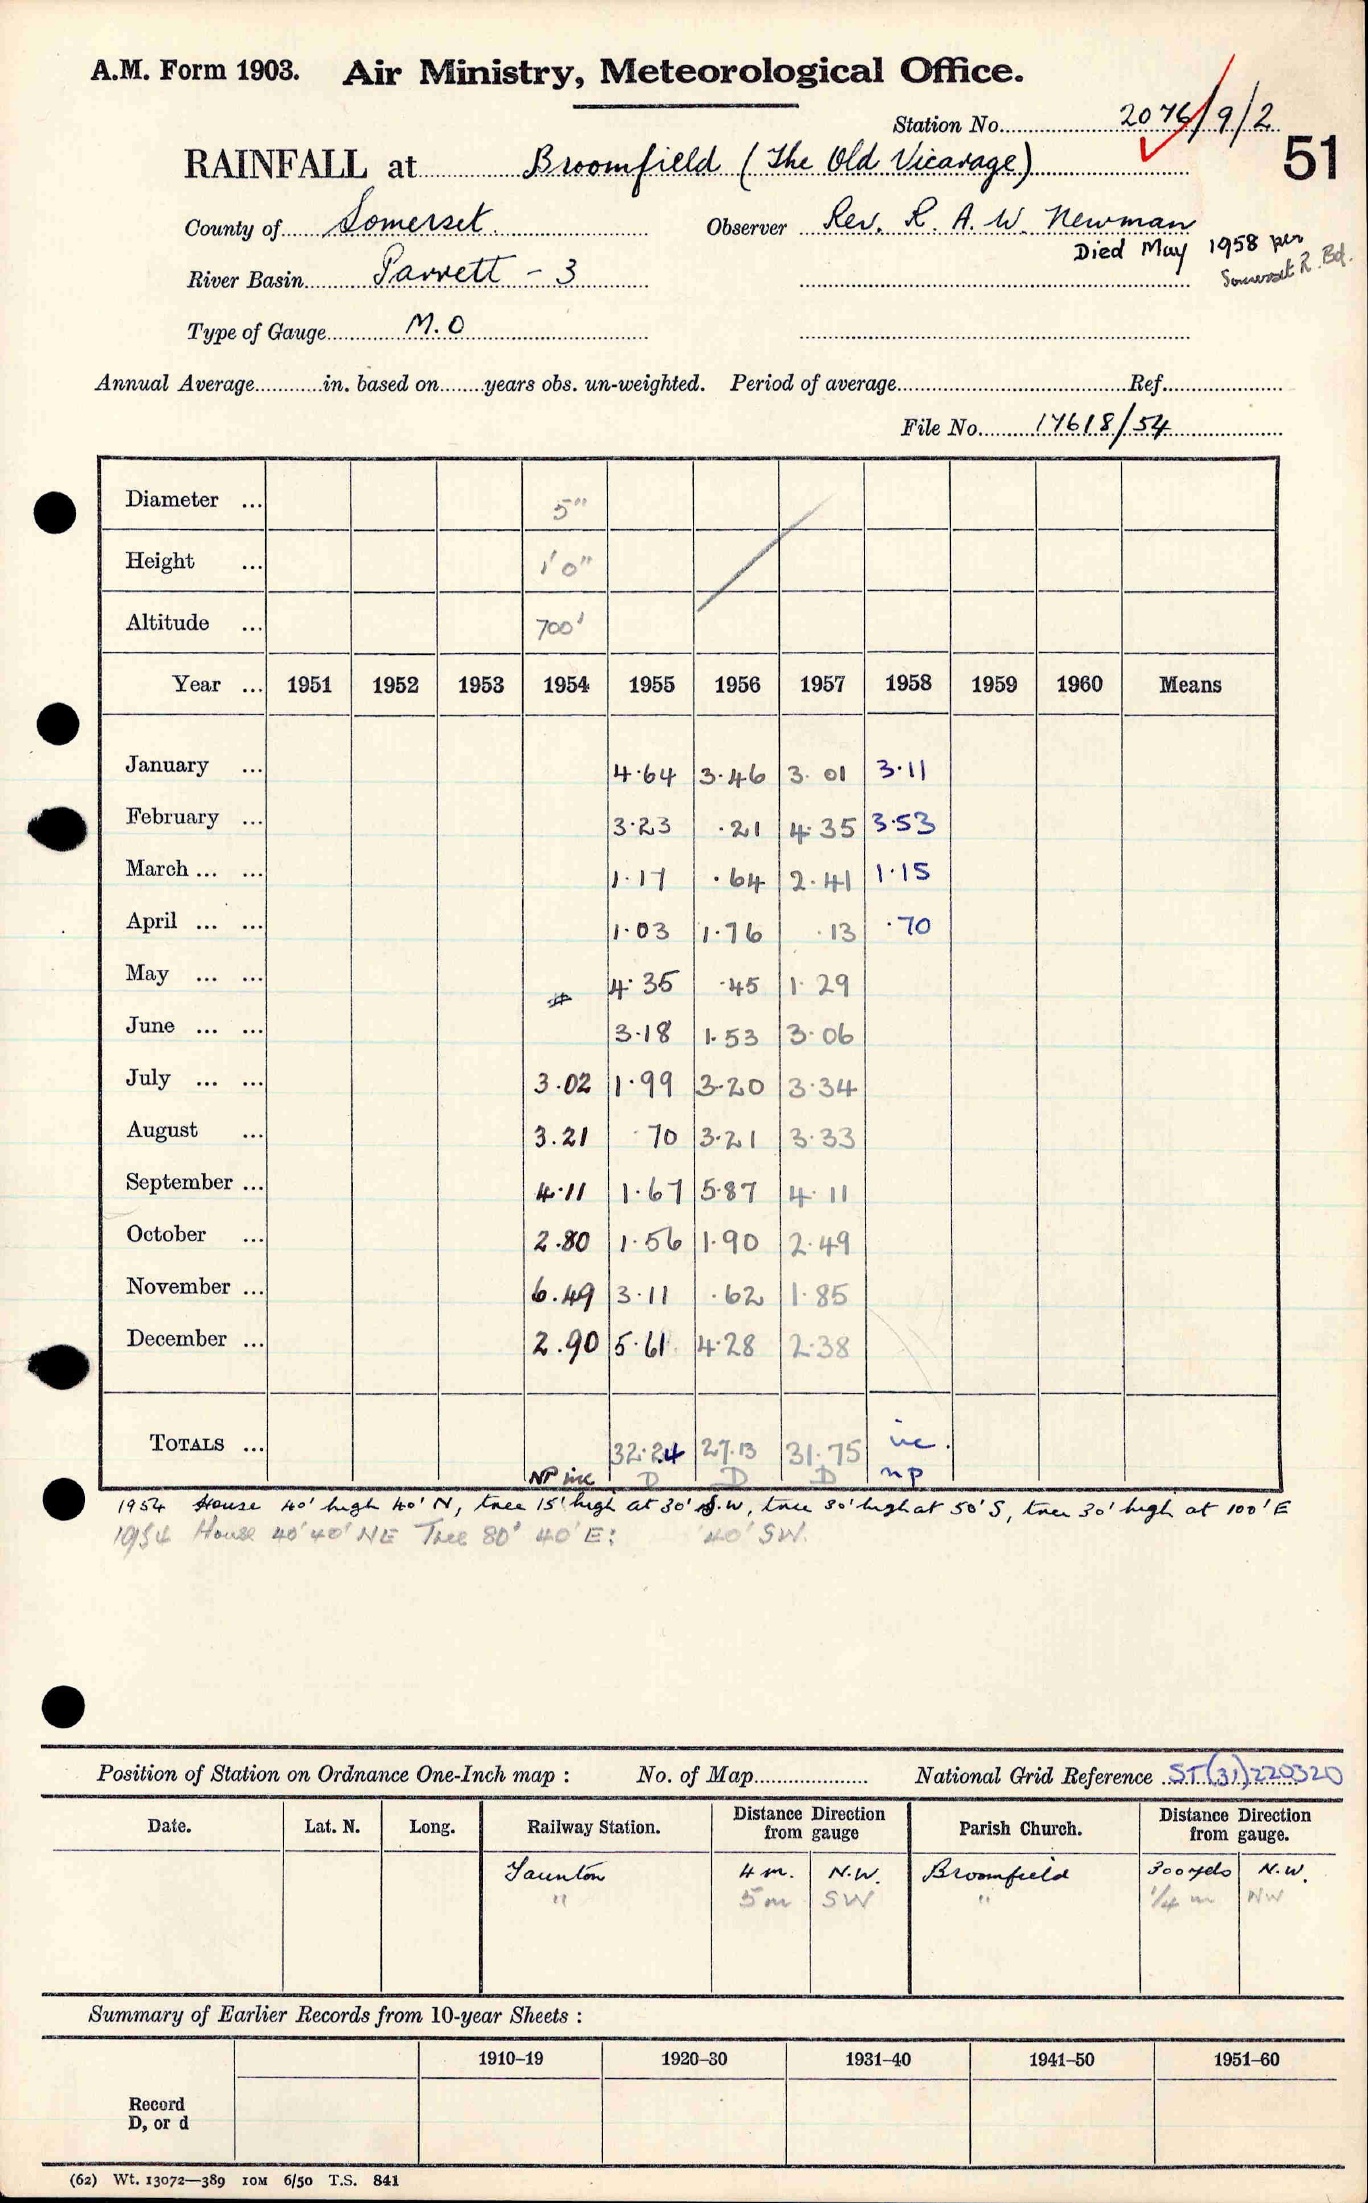 A.M. Form 1903. Air Ministry, Meteorological Office.
Station No. 2076/9/2
51
RAINFALL at Broomfield (The Old Vicarage)
County of Somerset. Observer Rev. R. A. W. Newman
Died May 1958 per
Somerset R. Bd.
River Basin Parrett - 3
Type of Gauge M.O
Annual Average in. based on years obs. un-weighted. Period of average Ref.
File No. 17618/54
Diameter ... 5"
Height ... 1'0"
Altitude ... 700'
Year ... 1951 1952 1953 1954 1955 1956 1957 1958 1959 1960 Means
January ... 4.64 3.46 3.01 3.11
February ... 3.23 .21 4.35 3.53
March ... ... 1.17 .64 2.41 1.15
April ... ... 1.03 1.76 .13 .70
May ... ... 4.35 .45 1.29
June ... ... 3.18 1.53 3.06
July ... ... 3.02 1.99 3.20 3.34
August ... 3.21 .70 3.21 3.33
September ... 4.11 1.67 5.87 4.11
October ... 2.80 1.56 1.90 2.49
November ... 6.49 3.11 .62 1.85
December ... 2.90 5.61 4.28 2.38
TOTALS ... 32.24 27.13 31.75 inc.
NP inc D D D np
1954 House 40' high 40' N, tree 15' high at 30' S.W, tree 30' high at 50' S, tree 30' high at 100' E
1954 House 40' 40' NE Tree 80' 40' E: 40' SW.
Position of Station on Ordnance One-Inch map : No. of Map National Grid Reference ST(31)220320
Date. Lat. N. Long. Railway Station. Distance Direction from gauge Parish Church. Distance Direction from gauge.
Taunton 4 m. N.W. Broomfield 300 yds N.W.
" 5 m SW " 1/4 m NW
Summary of Earlier Records from 10-year Sheets :
1910–19 1920–30 1931–40 1941–50 1951–60
Record
D, or d
(62) Wt. 13072—389 IOM 6/50 T.S. 841